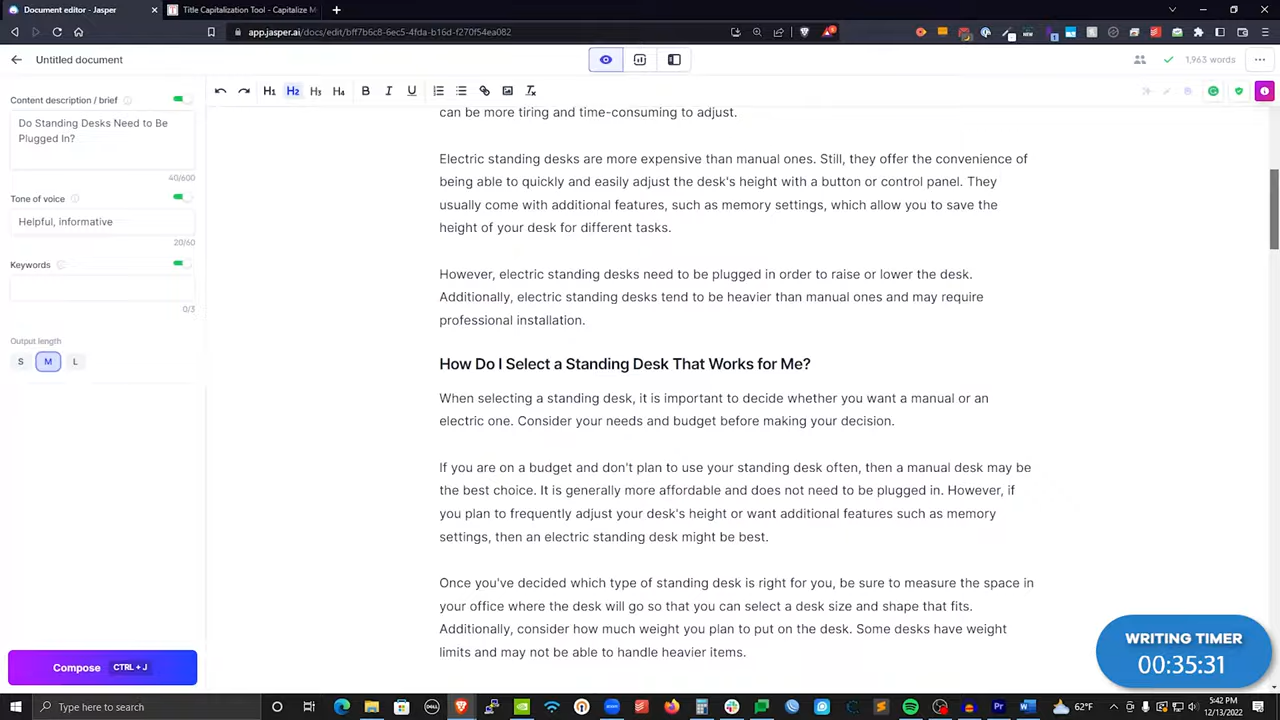 Document editor - Jasper
Title Capitalization Tool - Capitalize M
app.jasper.ai/docs/edit/bff7b6c8-6ec5-4fda-b16d-f270f54ea082
Untitled document
1,963 words
H1 H2 H3 H4 B I U
Content description / brief
Do Standing Desks Need to Be
Plugged In?
40/600
Tone of voice
Helpful, informative
20/60
Keywords
0/3
Output length
S M L
Compose CTRL + J
can be more tiring and time-consuming to adjust.
Electric standing desks are more expensive than manual ones. Still, they offer the convenience of
being able to quickly and easily adjust the desk's height with a button or control panel. They
usually come with additional features, such as memory settings, which allow you to save the
height of your desk for different tasks.
However, electric standing desks need to be plugged in order to raise or lower the desk.
Additionally, electric standing desks tend to be heavier than manual ones and may require
professional installation.
How Do I Select a Standing Desk That Works for Me?
When selecting a standing desk, it is important to decide whether you want a manual or an
electric one. Consider your needs and budget before making your decision.
If you are on a budget and don't plan to use your standing desk often, then a manual desk may be
the best choice. It is generally more affordable and does not need to be plugged in. However, if
you plan to frequently adjust your desk's height or want additional features such as memory
settings, then an electric standing desk might be best.
Once you've decided which type of standing desk is right for you, be sure to measure the space in
your office where the desk will go so that you can select a desk size and shape that fits.
Additionally, consider how much weight you plan to put on the desk. Some desks have weight
limits and may not be able to handle heavier items.
WRITING TIMER
00:35:31
Type here to search
62°F
5:42 PM
12/13/2022